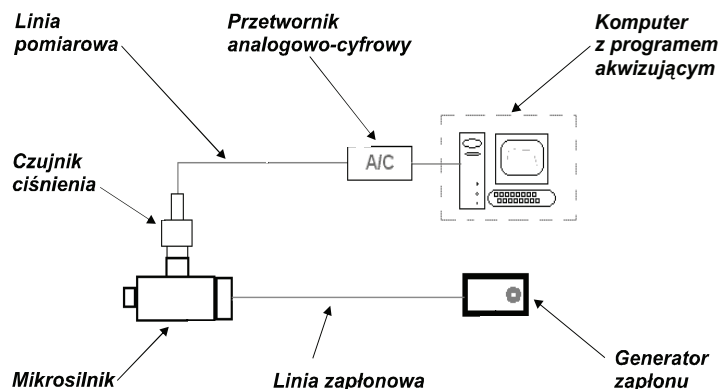 Linia
pomiarowa
Przetwornik
analogowo-cyfrowy
Komputer
z programem
akwizującym
Czujnik
ciśnienia
A/C
Mikrosilnik
Linia zapłonowa
Generator
zapłonu